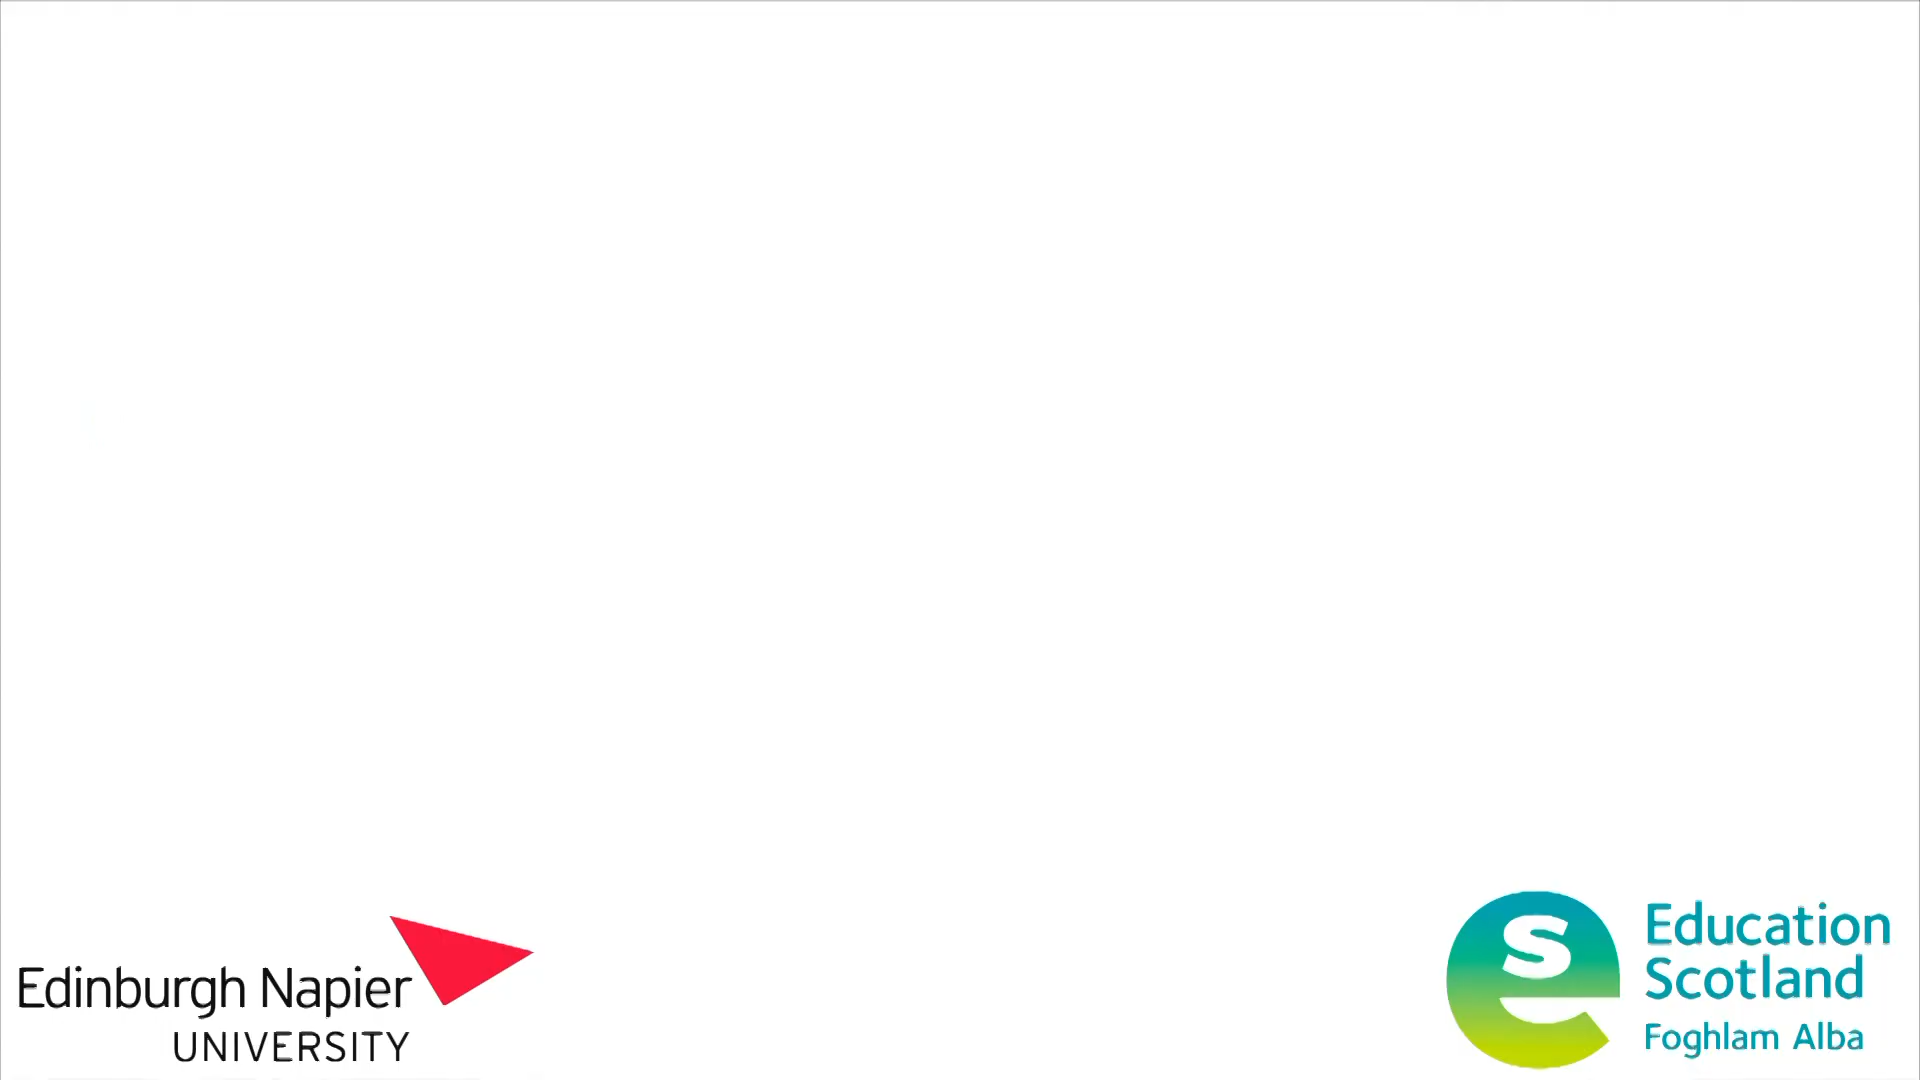 Edinburgh Napier
UNIVERSITY
Education
Scotland
Foghlam Alba